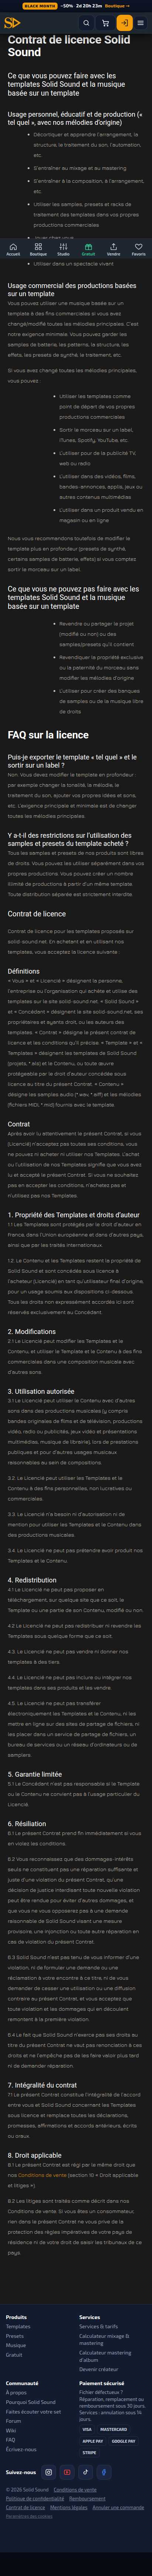 BLACK MONTH -50% · 2d 20h 23m Boutique →
Contrat de licence Solid
Sound
Ce que vous pouvez faire avec les
templates Solid Sound et la musique
basée sur un template
Usage personnel, éducatif et de production («
tel quel », avec nos mélodies d'origine)
Décortiquer et apprendre l'arrangement, la
structure, le traitement du son, l'automation,
etc.
S'entraîner au mixage et au mastering
S'entraîner à la composition, à l'arrangement,
etc.
Utiliser les samples, presets et racks de
traitement des templates dans vos propres
productions commerciales
Accueil
Boutique
Studio
Gratuit
Vendre
Favoris
Utiliser dans un spectacle vivant
Usage commercial des productions basées
sur un template
Vous pouvez utiliser une musique basée sur un
template à des fins commerciales si vous avez
changé/modifié toutes les mélodies principales. C'est
notre exigence minimale. Vous pouvez garder les
samples de batterie, les patterns, la structure, les
effets, les presets de synthé, le traitement, etc.
Si vous avez changé toutes les mélodies principales,
vous pouvez :
Utiliser les templates comme
point de départ de vos propres
productions commerciales
Sortir le morceau sur un label,
iTunes, Spotify, YouTube, etc.
L'utiliser pour de la publicité TV,
web ou radio
L'utiliser dans des vidéos, films,
bandes-annonces, applis, jeux ou
autres contenus multimédias
L'utiliser dans un produit vendu en
magasin ou en ligne
Nous vous recommandons toutefois de modifier le
template plus en profondeur (presets de synthé,
certains samples de batterie, effets) si vous comptez
sortir le morceau sur un label.
Ce que vous ne pouvez pas faire avec les
templates Solid Sound et la musique
basée sur un template
Revendre ou partager le projet
(modifié ou non) ou des
samples/presets qu'il contient
Revendiquer la propriété exclusive
ou la paternité du morceau sans
modifier les mélodies d'origine
L'utiliser pour créer des banques
de samples ou de la musique libre
de droits
FAQ sur la licence
Puis-je exporter le template « tel quel » et le
sortir sur un label ?
Non. Vous devez modifier le template en profondeur :
par exemple changer la tonalité, la mélodie, le
traitement du son, ajouter vos propres idées et sons,
etc. L'exigence principale et minimale est de changer
toutes les mélodies principales.
Y a-t-il des restrictions sur l'utilisation des
samples et presets du template acheté ?
Tous les samples et presets de nos produits sont libres
de droits. Vous pouvez les utiliser dans vos propres
productions. Vous pouvez créer un nombre
illimité de productions à partir d'un même template.
Toute distribution séparée est strictement interdite.
Contrat de licence
Ce contrat est pour tous les templates proposés sur
solid-sound.net. En achetant et en utilisant nos
templates, vous acceptez la licence suivante :
Définitions
« Vous » et « Licencié » désignent la personne,
l'entreprise ou l'organisation qui achète ou utilise des
templates sur le site solid-sound.net. « Solid Sound »
et « Concédant » désignent le site solid-sound.net, ses
propriétaires et ayants droit, ou les auteurs des
templates. « Contrat » désigne le présent contrat de
licence et les conditions qu'il précise. « Template » et
« Templates » désignent les templates de Solid Sound
(projets, *.als) et le Contenu, ou toute œuvre
protégée par le droit d'auteur à concéder sous
licence au titre du présent Contrat. « Contenu »
désigne les samples audio (*.wav, *.aiff) et les mélodies
(fichiers MIDI, *.mid) fournis avec le template.
Contrat
Après avoir lu attentivement le présent Contrat, si vous
(Licencié) n'acceptez pas toutes ses conditions, vous
n'avez pas le droit d'utiliser les Templates. Le simple fait
d'acheter ou d'utiliser nos Templates signifie que vous
avez lu et accepté le présent Contrat. Si vous n'avez pas
lu ou accepté ces conditions, n'achetez pas et
n'utilisez pas nos Templates.
1. Propriété des Templates et droits d'auteur
1.1 Les Templates sont protégés par le droit d'auteur en
France, dans l'Union européenne et dans d'autres pays,
ainsi que par les traités internationaux.
1.2. Le Contenu et les Templates restent la propriété de
Solid Sound et sont concédés sous licence à
l'acheteur (Licencié) en tant qu'utilisateur d'origine,
pour un usage sous les conditions exposées ici.
Tous les droits non expressément accordés ici sont
réservés exclusivement au Concédant.
2. Modifications
2.1 Le Licencié peut modifier les Templates et le
Contenu, et utiliser les Templates à des fins
commerciales dans une composition musicale avec
d'autres sons.
3. Utilisation autorisée
3.1 Le Licencié peut utiliser le Contenu avec d'autres
sons dans des productions musicales (y compris
bandes originales de films et de télévision, productions
vidéo, radio ou publicités, jeux vidéo et présentations
multimédias, musique de librairie), lors de prestations
publiques et pour d'autres usages musicaux
raisonnables au sein de compositions.
3.2. Le Licencié peut utiliser les Templates et le
Contenu à des fins personnelles, non lucratives ou
commerciales.
3.3. Le Licencié n'a besoin ni d'autorisation ni de
mention pour utiliser les Templates et le Contenu dans
des productions musicales.
3.4. Le Licencié ne peut pas prétendre avoir produit nos
Templates et le Contenu.
4. Redistribution
4.1 Le Licencié ne peut pas proposer en
téléchargement, sur quelque site que ce soit, le
Template ou une partie de son Contenu, modifié ou non.
4.2 Le Licencié ne peut pas redistribuer ni revendre les
Templates sous quelque forme que ce soit.
4.3. Le Licencié ne peut pas vendre ni donner nos
templates à des tiers.
4.4. Le Licencié ne peut pas inclure ou intégrer nos
templates dans ses produits et les vendre.
4.5. Le Licencié ne peut pas transférer
électroniquement les Templates et le Contenu, ni les
mettre en ligne sur des sites de partage de fichiers, ni
les placer dans un service de partage de fichiers, un
bureau de services ou un réseau d'ordinateurs ou de
samplers.
5. Garantie limitée
5.1 Le Concédant n'est pas responsable si le Template
ou le Contenu ne convient pas à l'usage particulier du
Licencié.
6. Résiliation
6.1 Le présent Contrat prend fin immédiatement si vous
en violez les conditions.
6.2 Vous reconnaissez que des dommages-intérêts
seuls ne constituent pas une réparation suffisante et
juste d'une violation du présent Contrat, qu'une
décision de justice interdisant toute nouvelle violation
peut être rendue pour éviter d'autres dommages, et
que vous ne vous opposerez pas à une demande
raisonnable de Solid Sound visant une mesure
provisoire, une injonction ou toute autre réparation en
cas de violation du présent Contrat.
6.3 Solid Sound n'est pas tenu de vous informer d'une
violation, ni de formuler une demande ou une
réclamation à votre encontre à ce titre, ni de vous
demander de cesser une utilisation ou une diffusion
contraires au présent Contrat, et vous acceptez que
toute violation et les dommages qui en découlent
remontent à la première violation.
6.4 Le fait que Solid Sound n'exerce pas ses droits au
titre du présent Contrat ne vaut pas renonciation à ces
droits et ne l'empêche pas de les faire valoir plus tard
ni de demander réparation.
7. Intégralité du contrat
7.1 Le présent Contrat constitue l'intégralité de l'accord
entre vous et Solid Sound concernant les Templates
sous licence et remplace toutes les déclarations,
promesses, affirmations et accords antérieurs, écrits
ou oraux.
8. Droit applicable
8.1 Le présent Contrat est régi par le même droit que
nos Conditions de vente (section 10 « Droit applicable
et litiges »).
8.2 Les litiges sont traités comme décrit dans nos
Conditions de vente. Si vous êtes un consommateur,
rien dans le présent Contrat ne vous prive de la
protection des règles impératives de votre pays de
résidence ou de votre droit de saisir les tribunaux de ce
pays.
Produits
Templates
Presets
Musique
Gratuit
Services
Services & tarifs
Calculateur mixage &
mastering
Calculateur mastering
d'album
Devenir créateur
Communauté
À propos
Pourquoi Solid Sound
Faites écouter votre set
Forum
Wiki
FAQ
Écrivez-nous
Paiement sécurisé
Fichier défectueux ?
Réparation, remplacement ou
remboursement sous 30 jours.
Services : annulation sous 14
jours.
VISA MASTERCARD
APPLE PAY GOOGLE PAY
STRIPE
Suivez-nous
© 2026 Solid Sound Conditions de vente
Politique de confidentialité Remboursement
Contrat de licence Mentions légales Annuler une commande
Paramètres des cookies